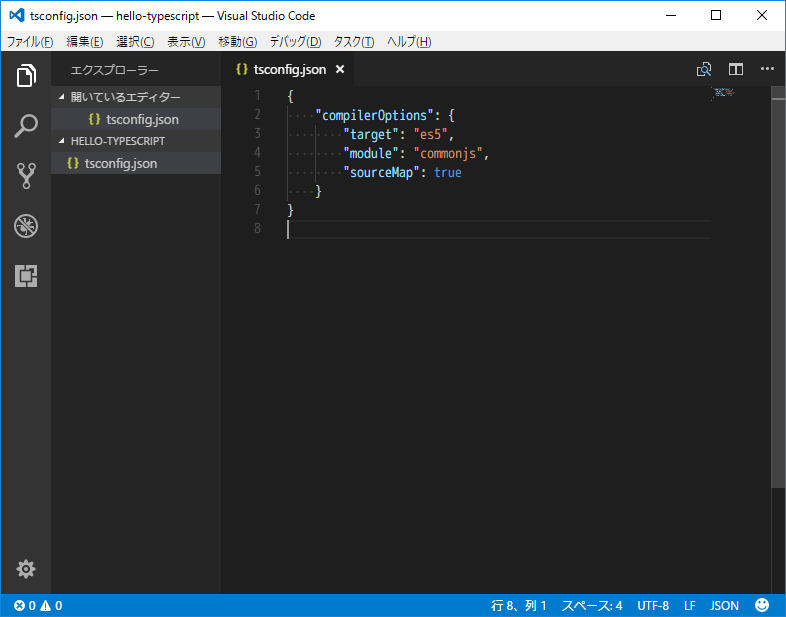 tsconfig.json — hello-typescript — Visual Studio Code
ファイル(F) 編集(E) 選択(C) 表示(V) 移動(G) デバッグ(D) タスク(T) ヘルプ(H)
エクスプローラー
開いているエディター
tsconfig.json
HELLO-TYPESCRIPT
{} tsconfig.json
{} tsconfig.json ×
1 {
2 ····"compilerOptions": {
3 ········"target": "es5",
4 ········"module": "commonjs",
5 ········"sourceMap": true
6 ····}
7 }
8
0 0 行 8、列 1 スペース: 4 UTF-8 LF JSON